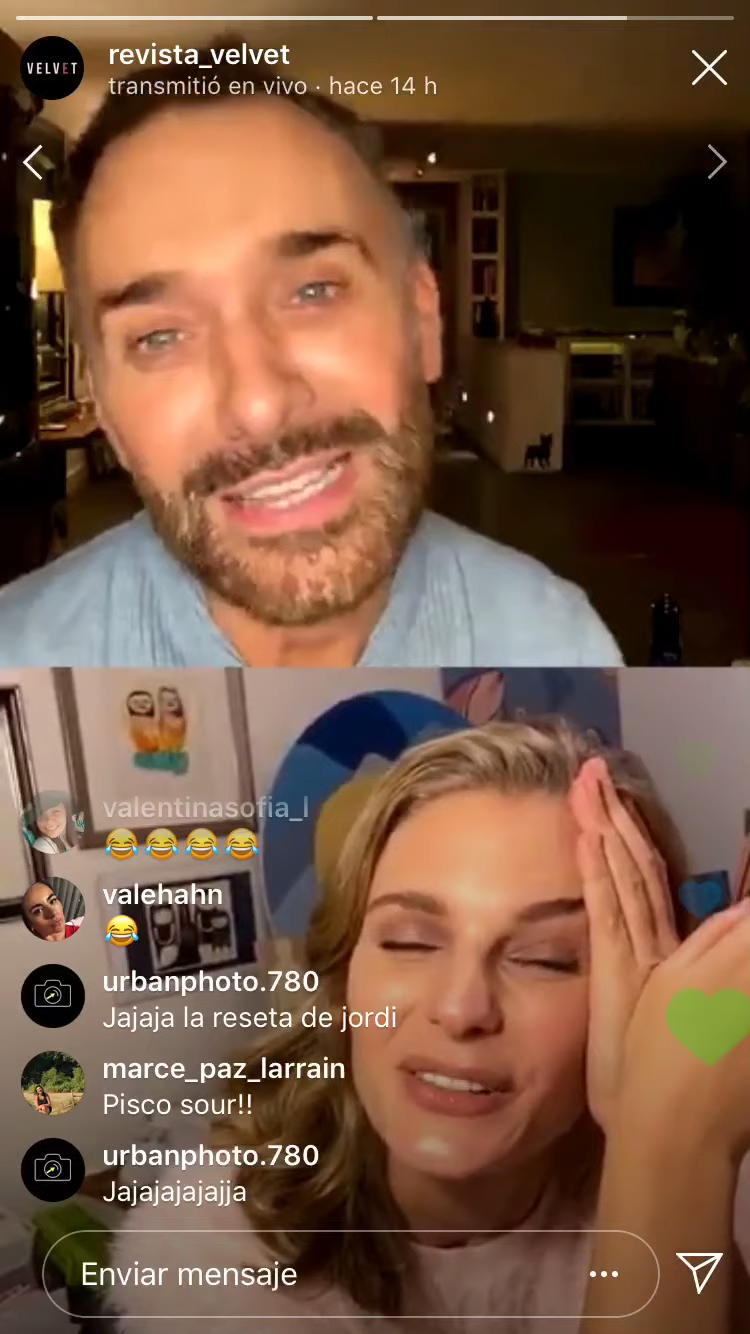 VELVET
revista_velvet
transmitió en vivo · hace 14 h
valentinasofia_l
😂😂😂😂
valehahn
😂
urbanphoto.780
Jajaja la reseta de jordi
marce_paz_larrain
Pisco sour!!
urbanphoto.780
Jajajajajajja
Enviar mensaje